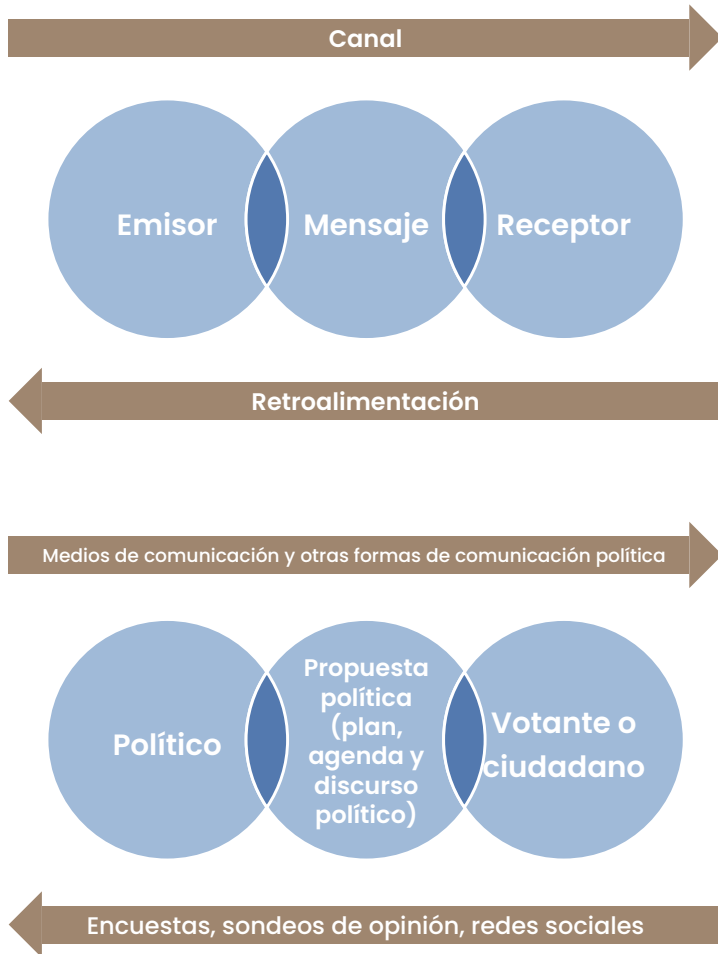 Canal
Emisor
Mensaje
Receptor
Retroalimentación
Medios de comunicación y otras formas de comunicación política
Político
Propuesta
política
(plan,
agenda y
discurso
político)
Votante o
ciudadano
Encuestas, sondeos de opinión, redes sociales